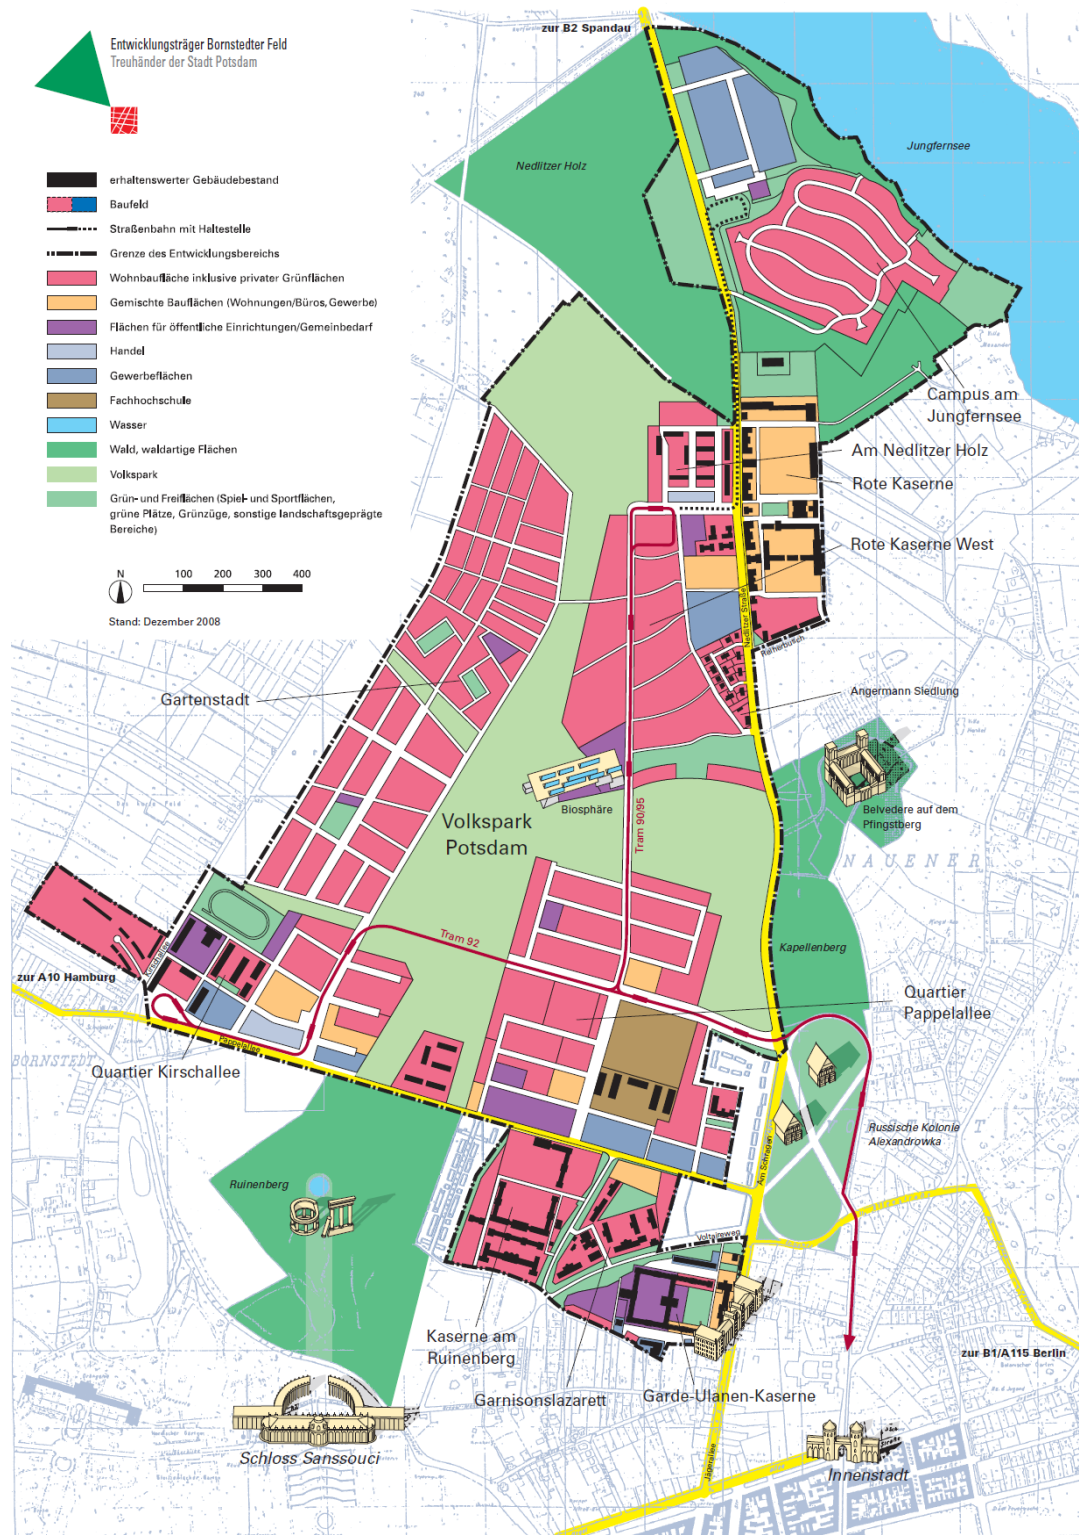 zur B2 Spandau
Entwicklungsträger Bornstedter Feld
Treuhänder der Stadt Potsdam
Nedlitzer Holz
Jungfernsee
erhaltenswerter Gebäudebestand
Baufeld
Straßenbahn mit Haltestelle
Grenze des Entwicklungsbereichs
Wohnbaufläche inklusive privater Grünflächen
Gemischte Bauflächen (Wohnungen/Büros, Gewerbe)
Flächen für öffentliche Einrichtungen/Gemeinbedarf
Handel
Gewerbeflächen
Fachhochschule
Wasser
Wald, waldartige Flächen
Volkspark
Grün- und Freiflächen (Spiel- und Sportflächen,
grüne Plätze, Grünzüge, sonstige landschaftsgeprägte
Bereiche)
N
100 200 300 400
Stand: Dezember 2008
Campus am
Jungfernsee
Am Nedlitzer Holz
Rote Kaserne
Rote Kaserne West
Nedlitzer Straße
Reiherbusch
Gartenstadt
Angermann Siedlung
Belvedere auf dem
Pfingstberg
Biosphäre
Volkspark
Potsdam
Tram 90/95
NAUENER
Tram 92
Kapellenberg
Kirschallee
zur A10 Hamburg
Quartier
Pappelallee
Pappelallee
BORNSTEDT
Quartier Kirschallee
Russische Kolonie
Alexandrowka
Am Schragen
Ruinenberg
Voltaireweg
Kaserne am
Ruinenberg
zur B1/A115 Berlin
Garnisonslazarett
Garde-Ulanen-Kaserne
Schloss Sanssouci
Jägerallee
Innenstadt